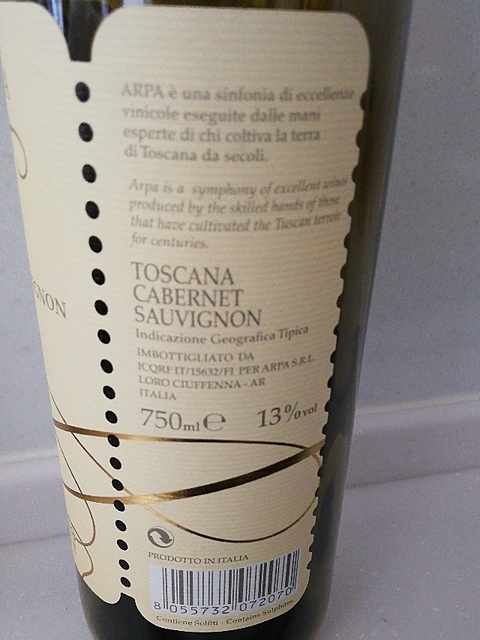 ARPA è una sinfonia di eccellenze
vinicole eseguite dalle mani
esperte di chi coltiva la terra
di Toscana da secoli.
Arpa is a symphony of excellent wines
produced by the skilled hands of those
that have cultivated the Tuscan terroir
for centuries.
GNON
TOSCANA
CABERNET
SAUVIGNON
Indicazione Geografica Tipica
IMBOTTIGLIATO DA
ICQRF IT/15632/FI PER ARPA S.R.L
LORO CIUFFENNA - AR
ITALIA
750ml ℮ 13%vol
PRODOTTO IN ITALIA
8 055732 072070
Contiene Solfiti - Contains Sulphites